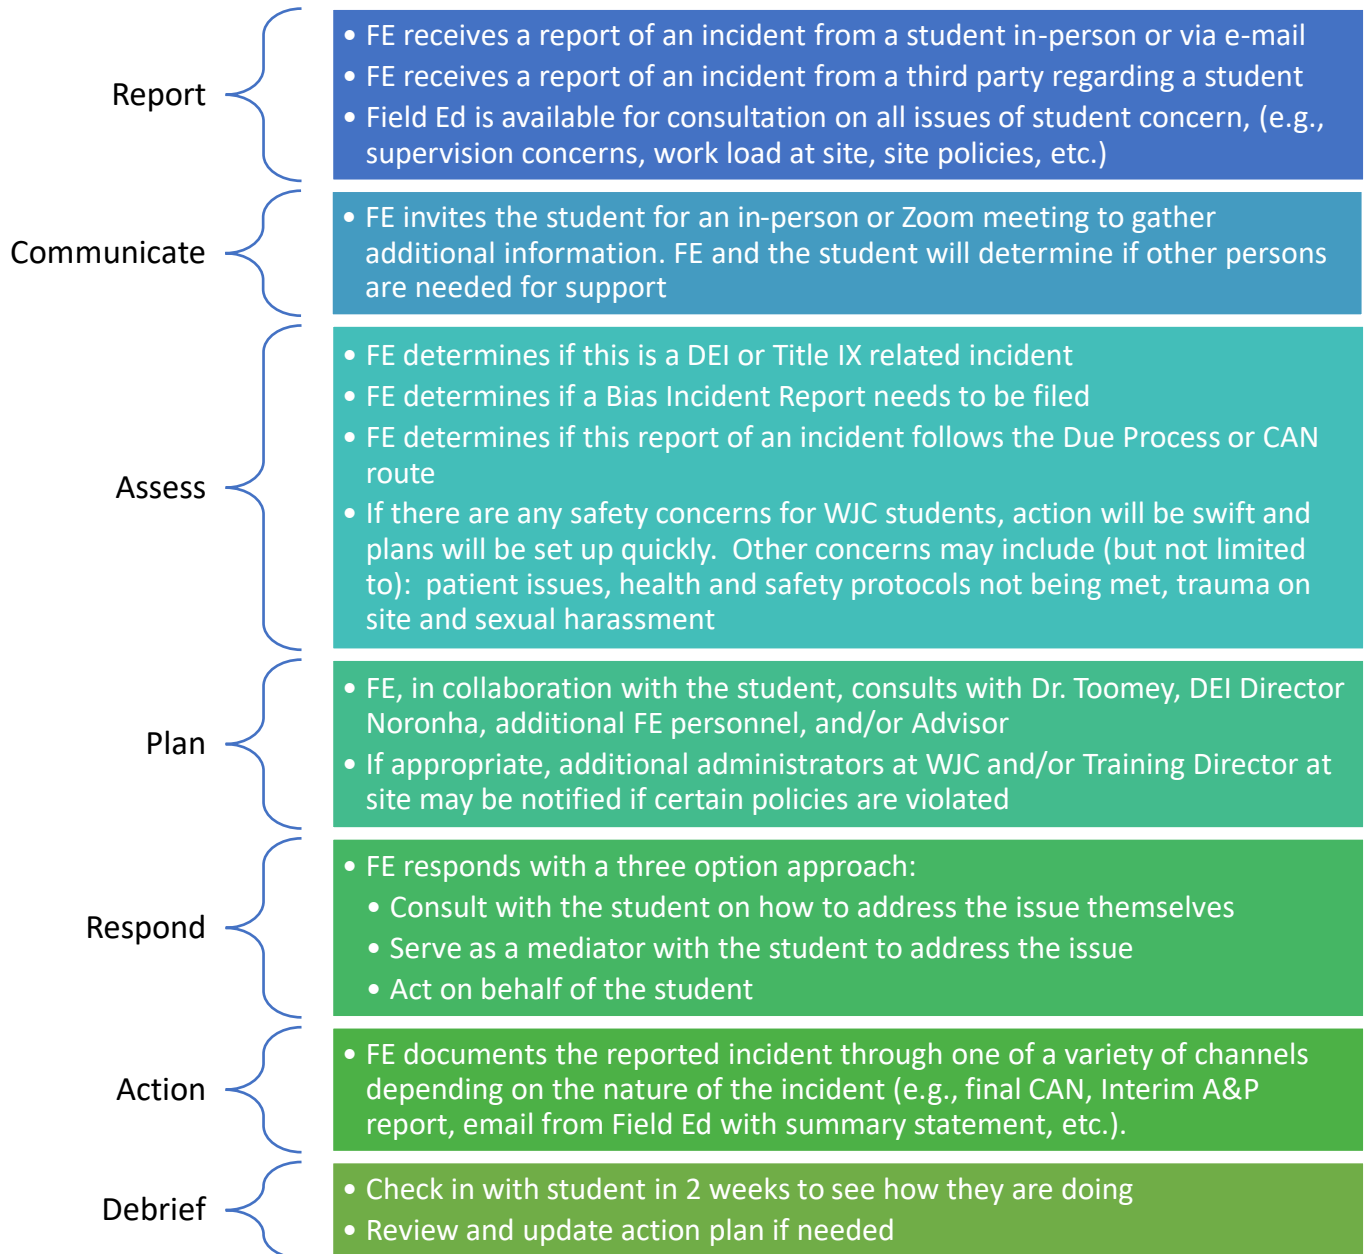 Report
• FE receives a report of an incident from a student in-person or via e-mail
• FE receives a report of an incident from a third party regarding a student
• Field Ed is available for consultation on all issues of student concern, (e.g.,
supervision concerns, work load at site, site policies, etc.)
Communicate
• FE invites the student for an in-person or Zoom meeting to gather
additional information. FE and the student will determine if other persons
are needed for support
Assess
• FE determines if this is a DEI or Title IX related incident
• FE determines if a Bias Incident Report needs to be filed
• FE determines if this report of an incident follows the Due Process or CAN
route
• If there are any safety concerns for WJC students, action will be swift and
plans will be set up quickly.  Other concerns may include (but not limited
to):  patient issues, health and safety protocols not being met, trauma on
site and sexual harassment
Plan
• FE, in collaboration with the student, consults with Dr. Toomey, DEI Director
Noronha, additional FE personnel, and/or Advisor
• If appropriate, additional administrators at WJC and/or Training Director at
site may be notified if certain policies are violated
Respond
• FE responds with a three option approach:
• Consult with the student on how to address the issue themselves
• Serve as a mediator with the student to address the issue
• Act on behalf of the student
Action
• FE documents the reported incident through one of a variety of channels
depending on the nature of the incident (e.g., final CAN, Interim A&P
report, email from Field Ed with summary statement, etc.).
Debrief
• Check in with student in 2 weeks to see how they are doing
• Review and update action plan if needed